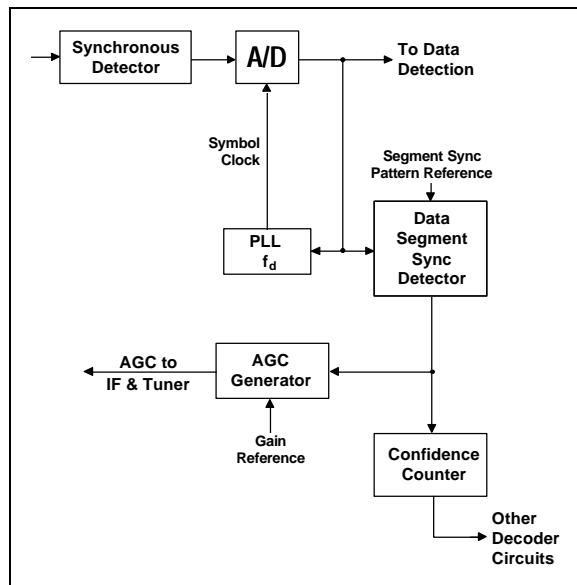 Synchronous
Detector
A/D
To Data
Detection
Symbol
Clock
Segment Sync
Pattern Reference
PLL
fd
Data
Segment
Sync
Detector
AGC to
IF & Tuner
AGC
Generator
Gain
Reference
Confidence
Counter
Other
Decoder
Circuits